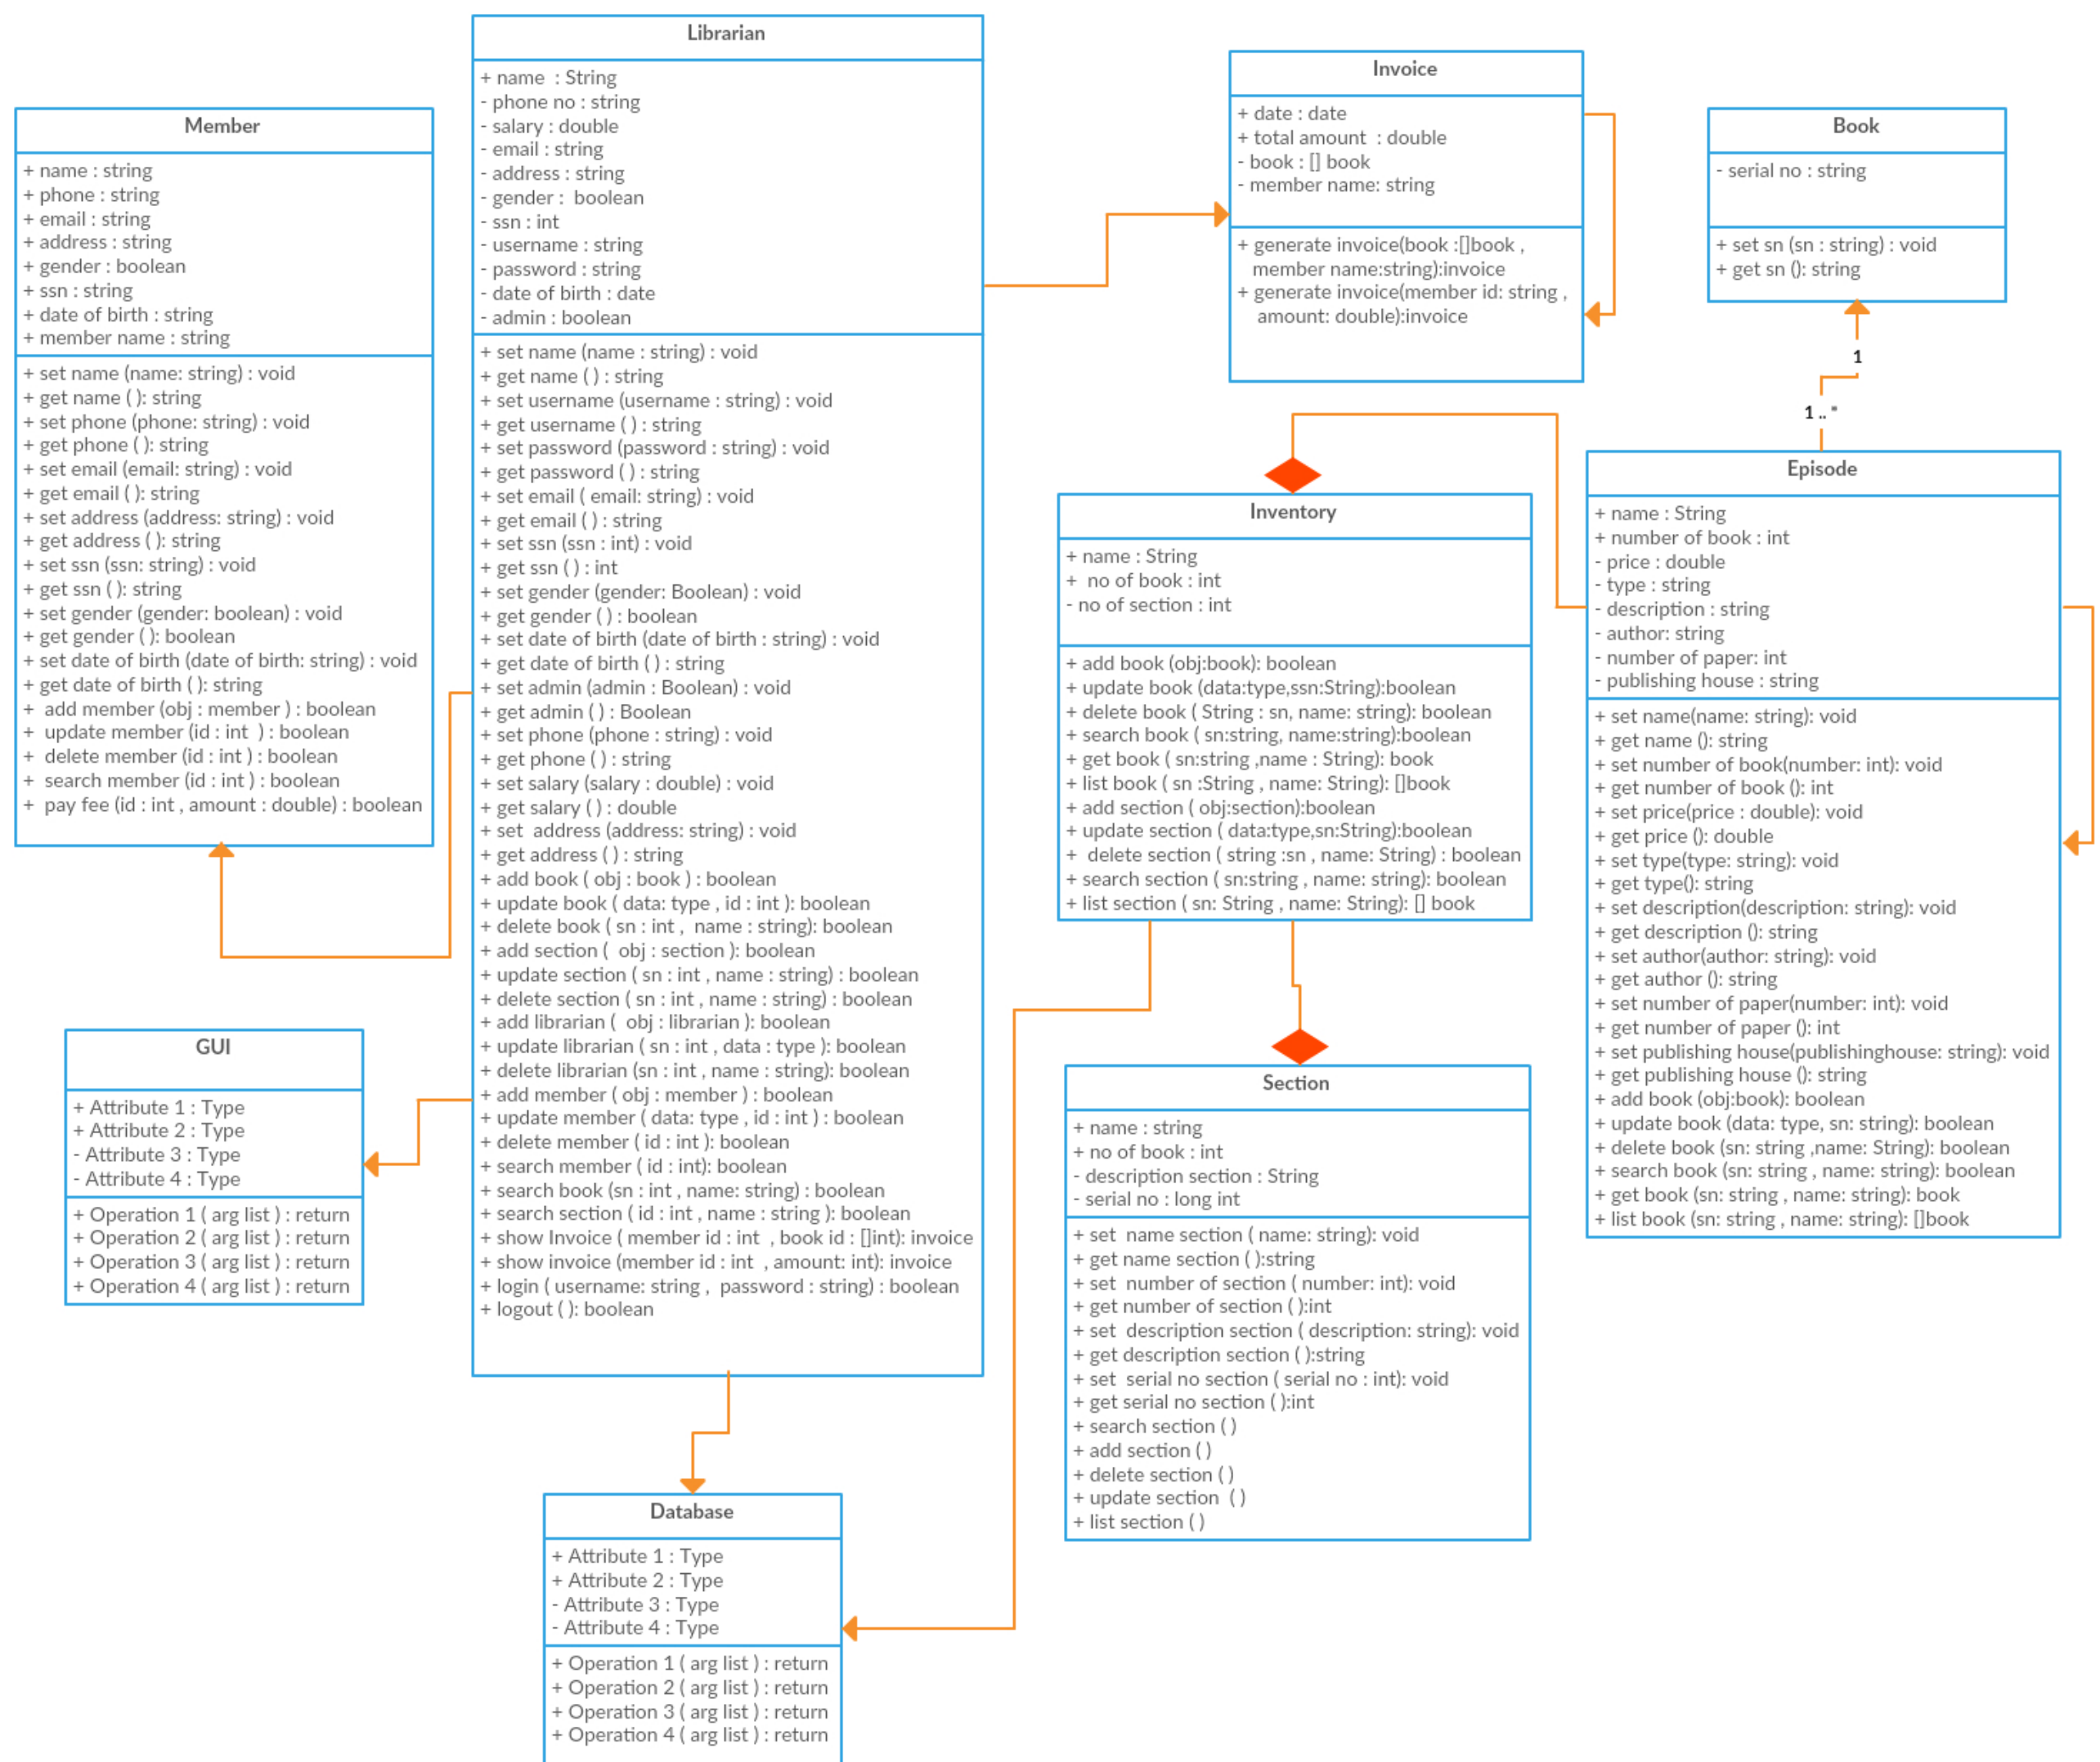 Librarian
+ name  : String
- phone no : string
- salary : double
- email : string
- address : string
- gender :  boolean
- ssn : int
- username : string
- password : string
- date of birth : date
- admin : boolean
+ set name (name : string) : void
+ get name ( ) : string
+ set username (username : string) : void
+ get username ( ) : string
+ set password (password : string) : void
+ get password ( ) : string
+ set email ( email: string) : void
+ get email ( ) : string
+ set ssn (ssn : int) : void
+ get ssn ( ) : int
+ set gender (gender: Boolean) : void
+ get gender ( ) : boolean
+ set date of birth (date of birth : string) : void
+ get date of birth ( ) : string
+ set admin (admin : Boolean) : void
+ get admin ( ) : Boolean
+ set phone (phone : string) : void
+ get phone ( ) : string
+ set salary (salary : double) : void
+ get salary ( ) : double
+ set  address (address: string) : void
+ get address ( ) : string
+ add book ( obj : book ) : boolean
+ update book ( data: type , id : int ): boolean
+ delete book ( sn : int ,  name : string): boolean
+ add section (  obj : section ): boolean
+ update section ( sn : int , name : string) : boolean
+ delete section ( sn : int , name : string) : boolean
+ add librarian (  obj : librarian ): boolean
+ update librarian ( sn : int , data : type ): boolean
+ delete librarian (sn : int , name : string): boolean
+ add member ( obj : member ) : boolean
+ update member ( data: type , id : int ) : boolean
+ delete member ( id : int ): boolean
+ search member ( id : int): boolean
+ search book (sn : int , name: string) : boolean
+ search section ( id : int , name : string ): boolean
+ show Invoice ( member id : int  , book id : []int): invoice
+ show invoice (member id : int  , amount: int): invoice
+ login ( username: string ,  password : string) : boolean
+ logout ( ): boolean
Member
+ name : string
+ phone : string
+ email : string
+ address : string
+ gender : boolean
+ ssn : string
+ date of birth : string
+ member name : string
+ set name (name: string) : void
+ get name ( ): string
+ set phone (phone: string) : void
+ get phone ( ): string
+ set email (email: string) : void
+ get email ( ): string
+ set address (address: string) : void
+ get address ( ): string
+ set ssn (ssn: string) : void
+ get ssn ( ): string
+ set gender (gender: boolean) : void
+ get gender ( ): boolean
+ set date of birth (date of birth: string) : void
+ get date of birth ( ): string
+  add member (obj : member ) : boolean
+  update member (id : int  ) : boolean
+  delete member (id : int ) : boolean
+  search member (id : int ) : boolean
+  pay fee (id : int , amount : double) : boolean
GUI
+ Attribute 1 : Type
+ Attribute 2 : Type
- Attribute 3 : Type
- Attribute 4 : Type
+ Operation 1 ( arg list ) : return
+ Operation 2 ( arg list ) : return
+ Operation 3 ( arg list ) : return
+ Operation 4 ( arg list ) : return
Database
+ Attribute 1 : Type
+ Attribute 2 : Type
- Attribute 3 : Type
- Attribute 4 : Type
+ Operation 1 ( arg list ) : return
+ Operation 2 ( arg list ) : return
+ Operation 3 ( arg list ) : return
+ Operation 4 ( arg list ) : return
Invoice
+ date : date
+ total amount  : double
- book : [] book
- member name: string
+ generate invoice(book :[]book ,
member name:string):invoice
+ generate invoice(member id: string ,
amount: double):invoice
Book
- serial no : string
+ set sn (sn : string) : void
+ get sn (): string
1
1 .. *
Inventory
+ name : String
+  no of book : int
- no of section : int
+ add book (obj:book): boolean
+ update book (data:type,ssn:String):boolean
+ delete book ( String : sn, name: string): boolean
+ search book ( sn:string, name:string):boolean
+ get book ( sn:string ,name : String): book
+ list book ( sn :String , name: String): []book
+ add section ( obj:section):boolean
+ update section ( data:type,sn:String):boolean
+  delete section ( string :sn , name: String) : boolean
+ search section ( sn:string , name: string): boolean
+ list section ( sn: String , name: String): [] book
Section
+ name : string
+ no of book : int
- description section : String
- serial no : long int
+ set  name section ( name: string): void
+ get name section ( ):string
+ set  number of section ( number: int): void
+ get number of section ( ):int
+ set  description section ( description: string): void
+ get description section ( ):string
+ set  serial no section ( serial no : int): void
+ get serial no section ( ):int
+ search section ( )
+ add section ( )
+ delete section ( )
+ update section  ( )
+ list section ( )
Episode
+ name : String
+ number of book : int
- price : double
- type : string
- description : string
- author: string
- number of paper: int
- publishing house : string
+ set name(name: string): void
+ get name (): string
+ set number of book(number: int): void
+ get number of book (): int
+ set price(price : double): void
+ get price (): double
+ set type(type: string): void
+ get type(): string
+ set description(description: string): void
+ get description (): string
+ set author(author: string): void
+ get author (): string
+ set number of paper(number: int): void
+ get number of paper (): int
+ set publishing house(publishinghouse: string): void
+ get publishing house (): string
+ add book (obj:book): boolean
+ update book (data: type, sn: string): boolean
+ delete book (sn: string ,name: String): boolean
+ search book (sn: string , name: string): boolean
+ get book (sn: string , name: string): book
+ list book (sn: string , name: string): []book